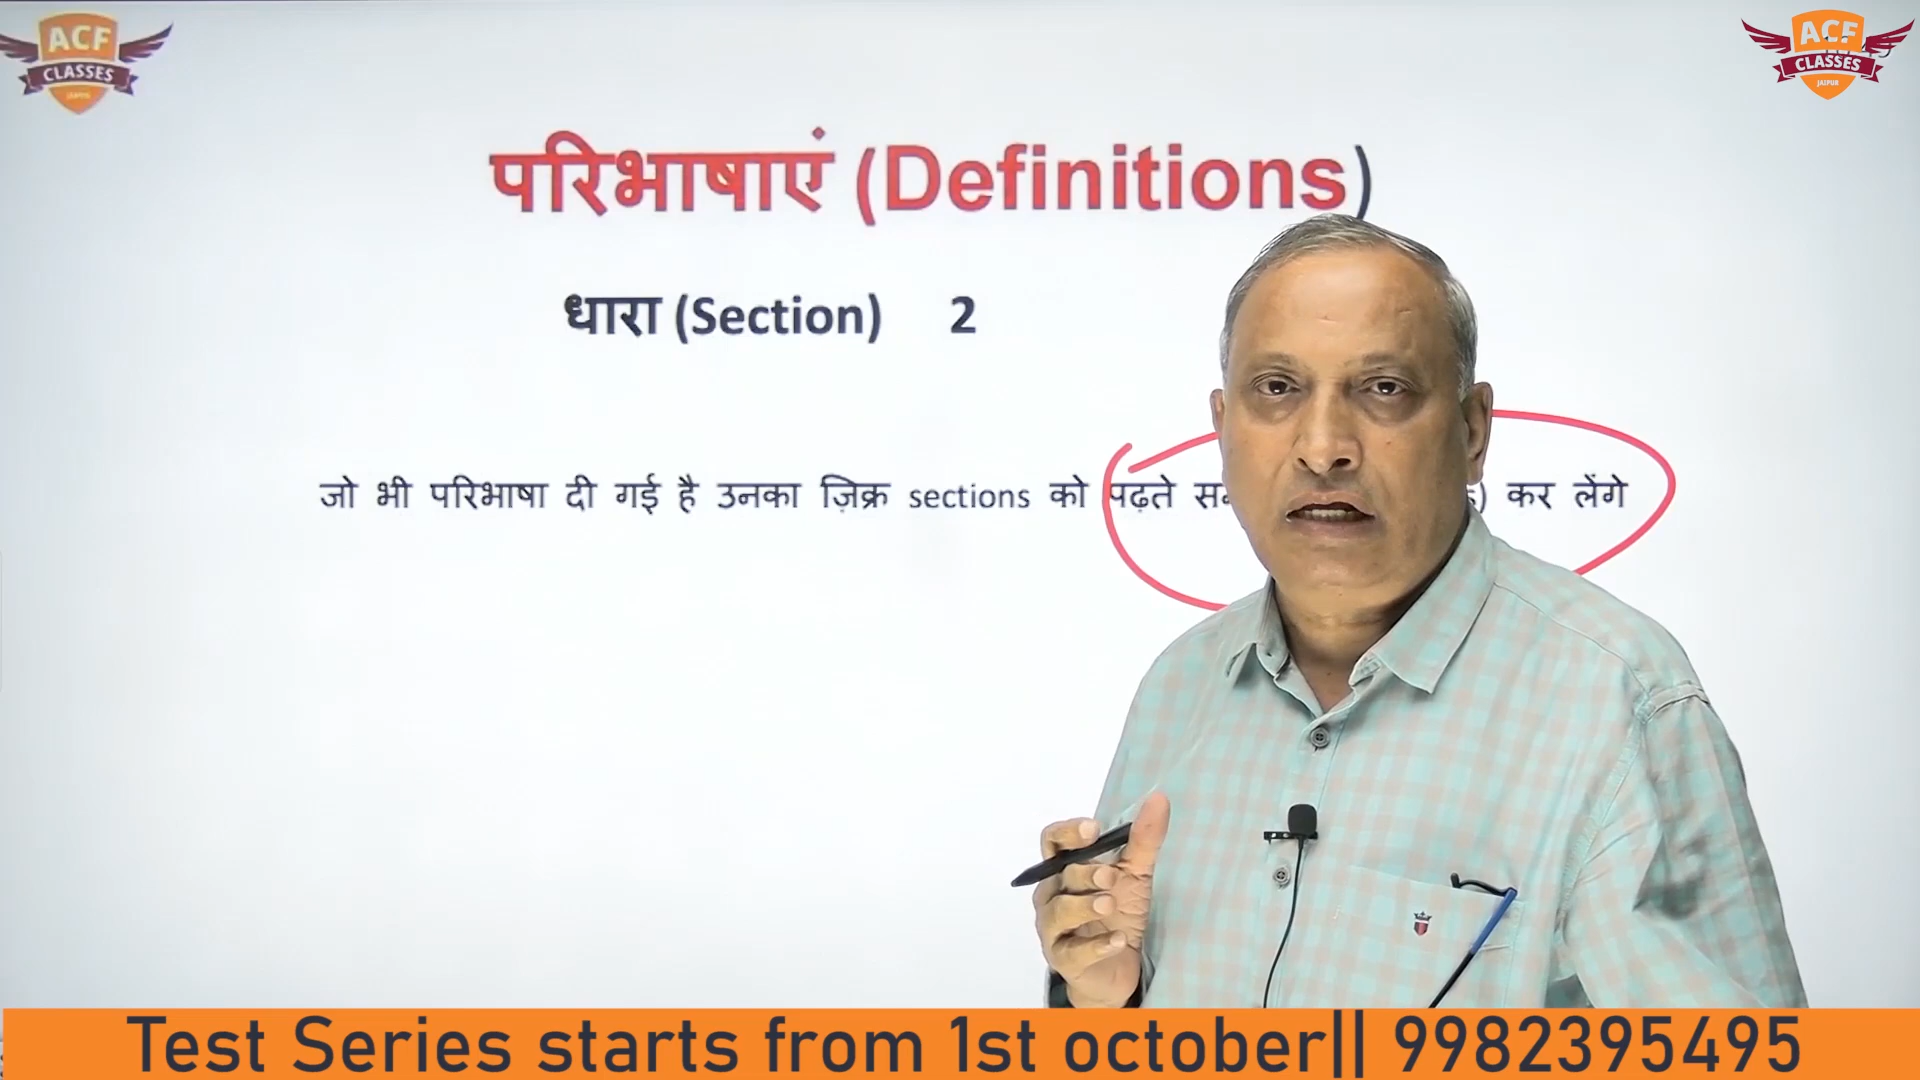 ACF
CLASSES
JAIPUR
ACF
CLASSES
JAIPUR
परिभाषाएं (Definitions)
धारा (Section) 2
जो भी परिभाषा दी गई है उनका ज़िक्र sections को पढ़ते कर लेंगे
Test Series starts from 1st october|| 9982395495